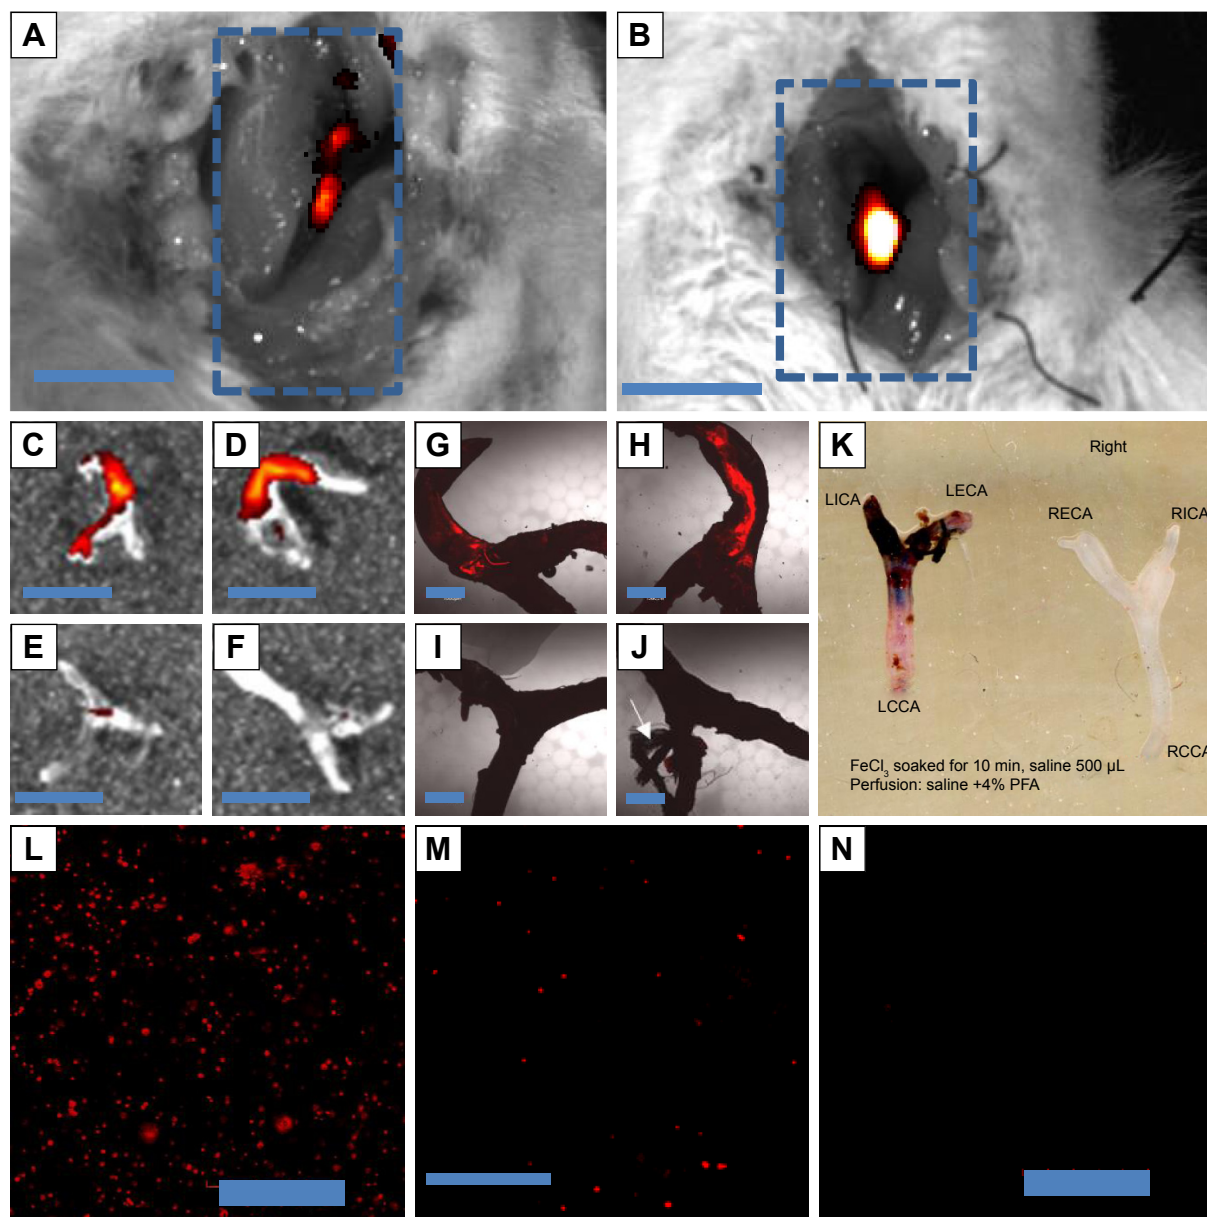 A
B
C
D
G
H
K
Right
LICA
LECA
RECA
RICA
LCCA
RCCA
FeCl₃ soaked for 10 min, saline 500 µL
Perfusion: saline +4% PFA
E
F
I
J
L
M
N